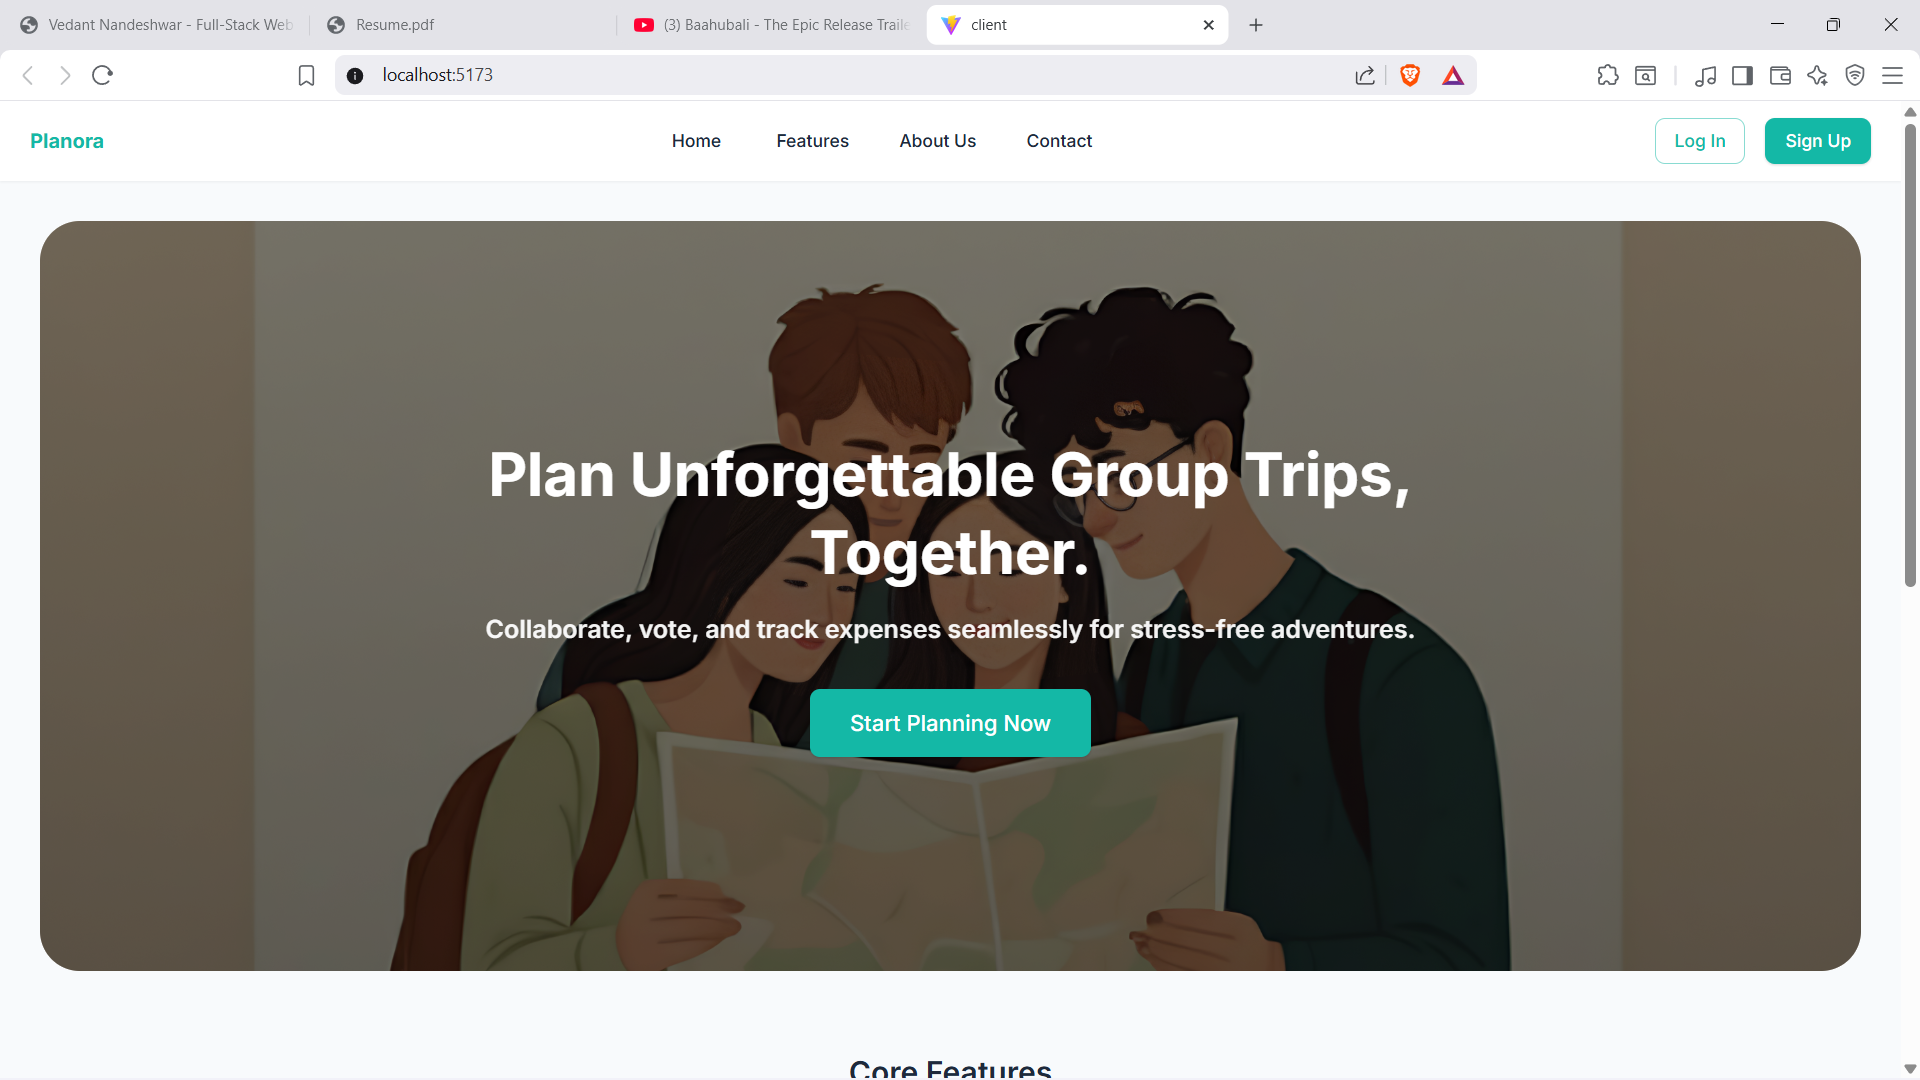 Vedant Nandeshwar - Full-Stack Web
Resume.pdf
(3) Baahubali - The Epic Release Traile
client
localhost:5173
Planora
Home
Features
About Us
Contact
Log In
Sign Up
Plan Unforgettable Group Trips,
Together.
Collaborate, vote, and track expenses seamlessly for stress-free adventures.
Start Planning Now
Core Features